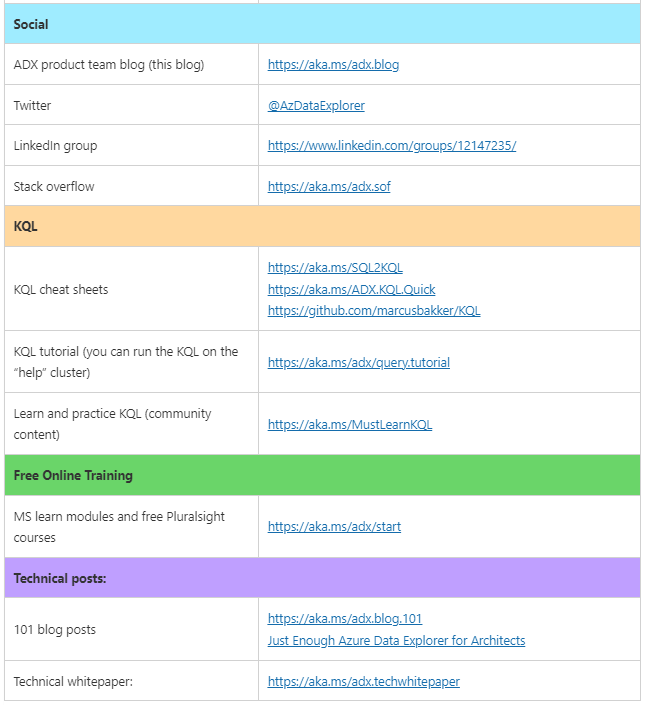 Social
ADX product team blog (this blog)
https://aka.ms/adx.blog
Twitter
@AzDataExplorer
LinkedIn group
https://www.linkedin.com/groups/12147235/
Stack overflow
https://aka.ms/adx.sof
KQL
KQL cheat sheets
https://aka.ms/SQL2KQL
https://aka.ms/ADX.KQL.Quick
https://github.com/marcusbakker/KQL
KQL tutorial (you can run the KQL on the
“help” cluster)
https://aka.ms/adx/query.tutorial
Learn and practice KQL (community
content)
https://aka.ms/MustLearnKQL
Free Online Training
MS learn modules and free Pluralsight
courses
https://aka.ms/adx/start
Technical posts:
101 blog posts
https://aka.ms/adx.blog.101
Just Enough Azure Data Explorer for Architects
Technical whitepaper:
https://aka.ms/adx.techwhitepaper